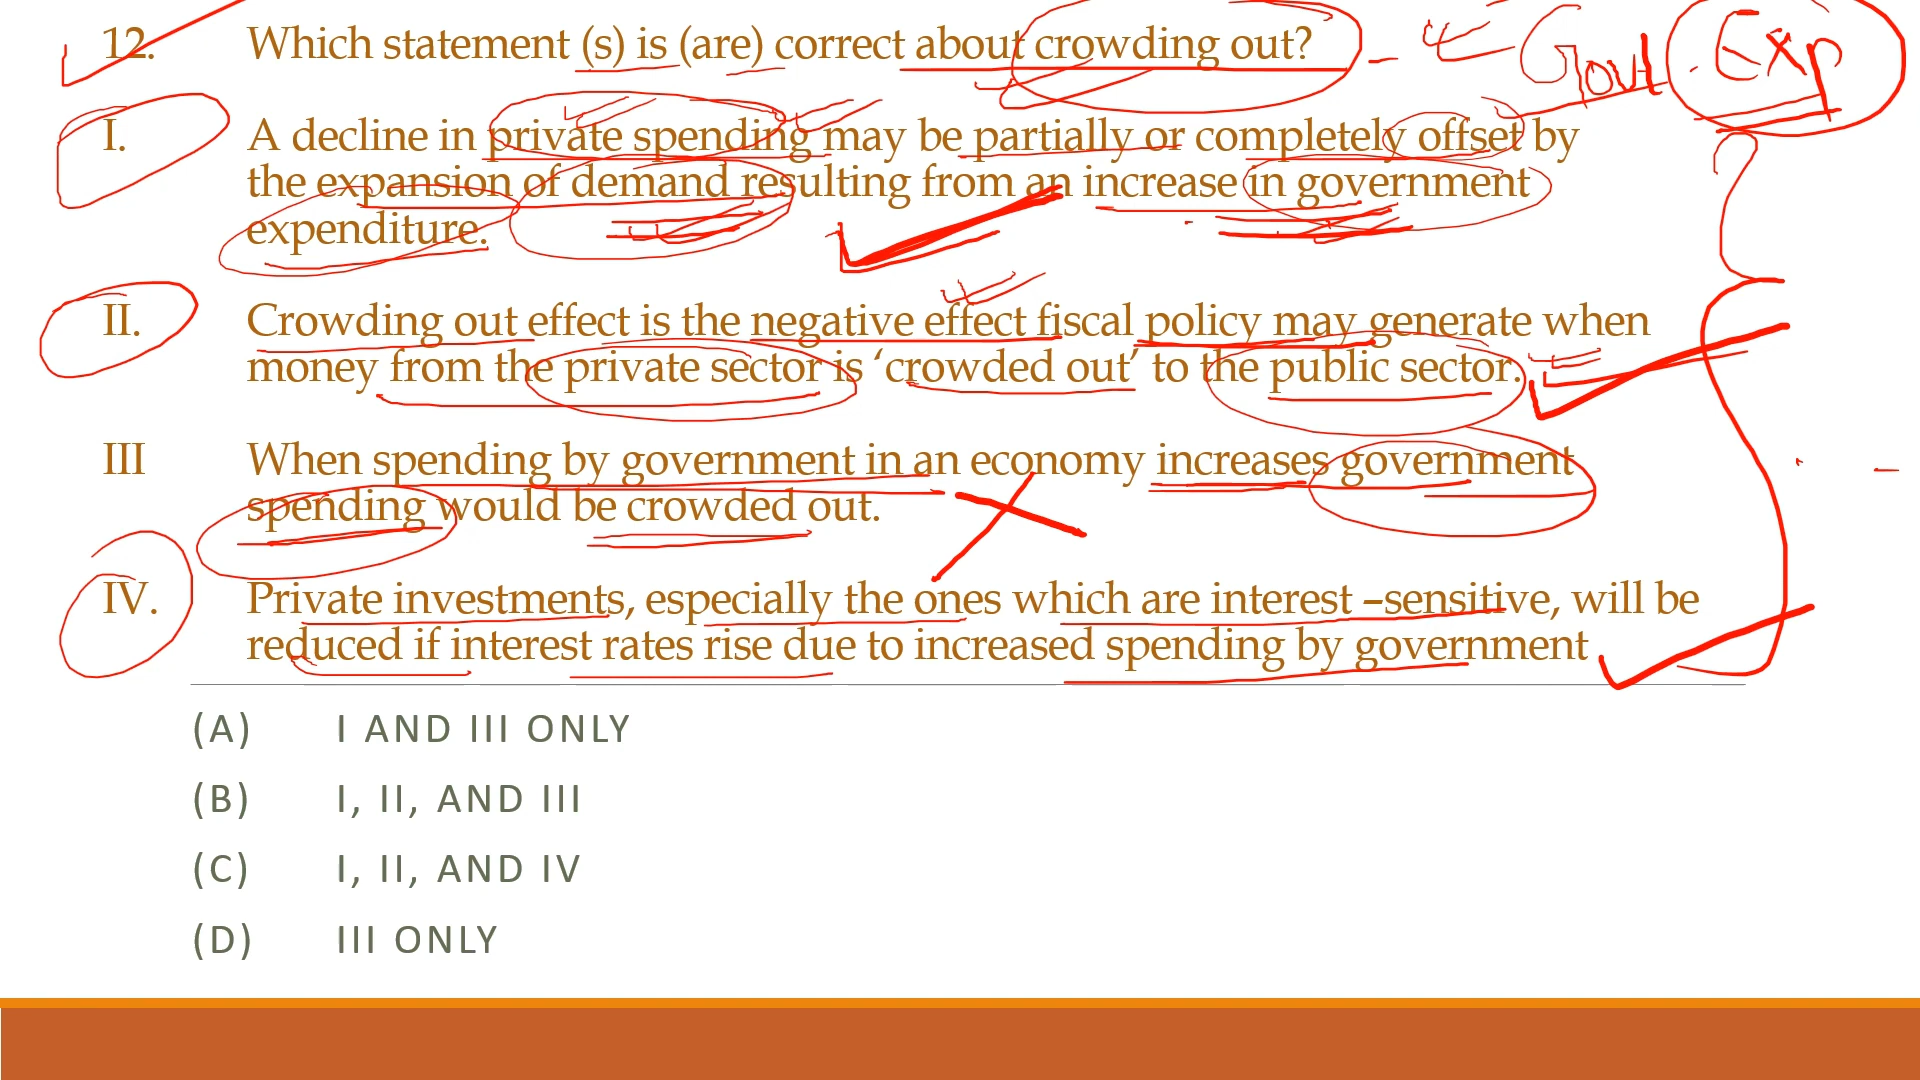 12. Which statement (s) is (are) correct about crowding out? Govt Exp
I. A decline in private spending may be partially or completely offset by
the expansion of demand resulting from an increase in government
expenditure.
II. Crowding out effect is the negative effect fiscal policy may generate when
money from the private sector is ‘crowded out’ to the public sector.
III When spending by government in an economy increases government
spending would be crowded out.
IV. Private investments, especially the ones which are interest –sensitive, will be
reduced if interest rates rise due to increased spending by government
(A) I AND III ONLY
(B) I, II, AND III
(C) I, II, AND IV
(D) III ONLY